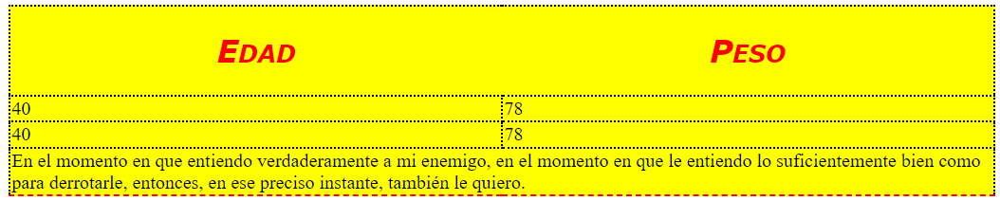 EDAD PESO
40 78
40 78
En el momento en que entiendo verdaderamente a mi enemigo, en el momento en que le entiendo lo suficientemente bien como
para derrotarle, entonces, en ese preciso instante, también le quiero.